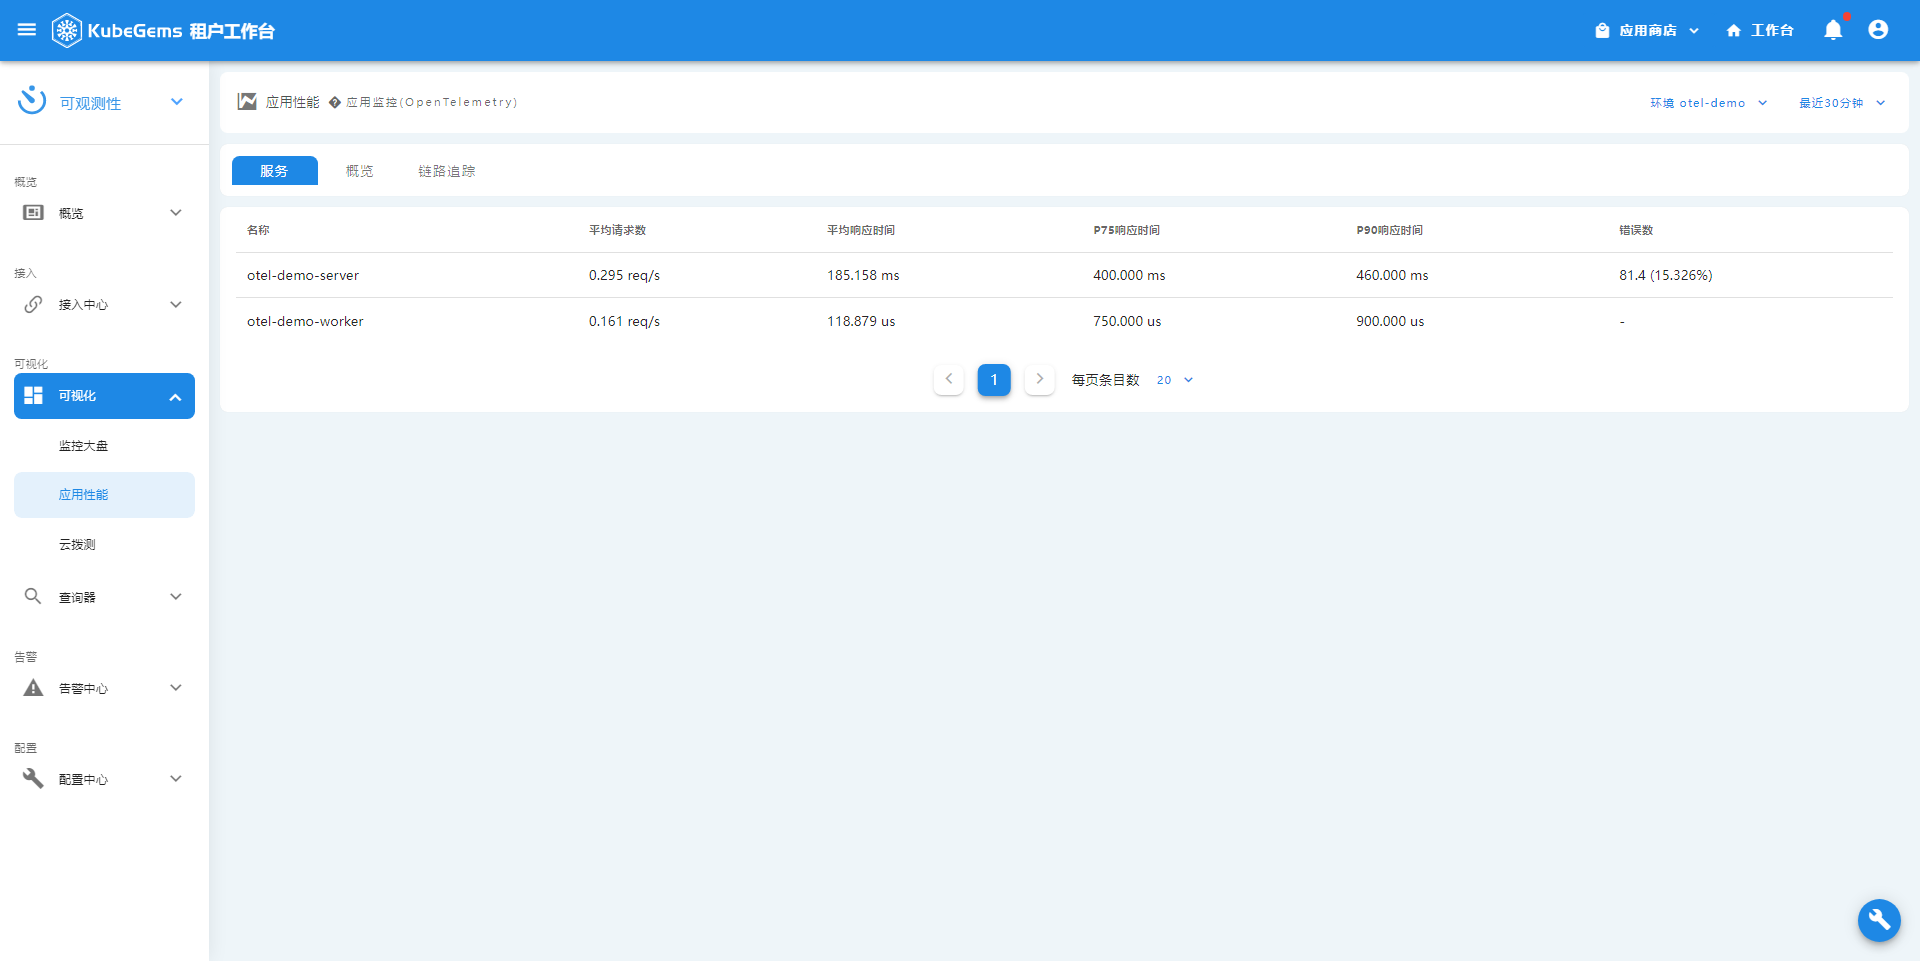 KubeGems 租户工作台
应用商店
工作台
可观测性
概览
概览
接入
接入中心
可视化
可视化
监控大盘
应用性能
云拨测
查询器
告警
告警中心
配置
配置中心
应用性能 应用监控(OpenTelemetry)
环境 otel-demo
最近30分钟
服务 概览 链路追踪
名称 平均请求数 平均响应时间 P75响应时间 P90响应时间 错误数
otel-demo-server 0.295 req/s 185.158 ms 400.000 ms 460.000 ms 81.4 (15.326%)
otel-demo-worker 0.161 req/s 118.879 us 750.000 us 900.000 us -
1 每页条目数 20